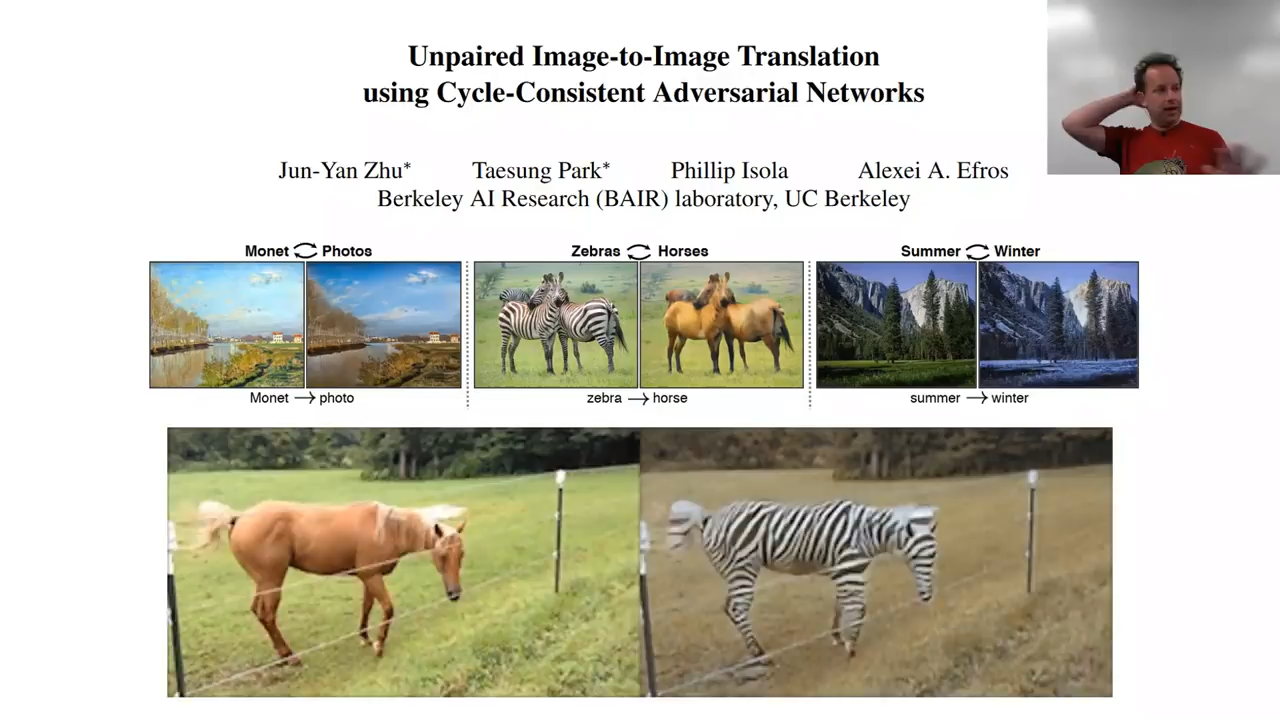 Unpaired Image-to-Image Translation
using Cycle-Consistent Adversarial Networks
Jun-Yan Zhu* Taesung Park* Phillip Isola Alexei A. Efros
Berkeley AI Research (BAIR) laboratory, UC Berkeley
Monet Photos Zebras Horses Summer Winter
Monet → photo zebra → horse summer → winter